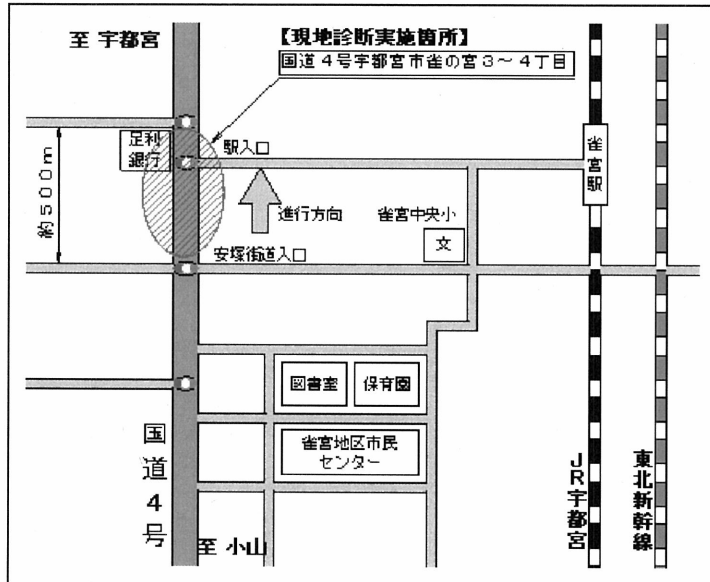 至 宇都宮
【現地診断実施箇所】
国道４号宇都宮市雀の宮３～４丁目
足利
銀行
駅入口
雀宮駅
約５００ｍ
進行方向
雀宮中央小
文
安塚街道入口
図書室
保育園
雀宮地区市民
センター
国道４号
至 小山
ＪＲ宇都宮
東北新幹線